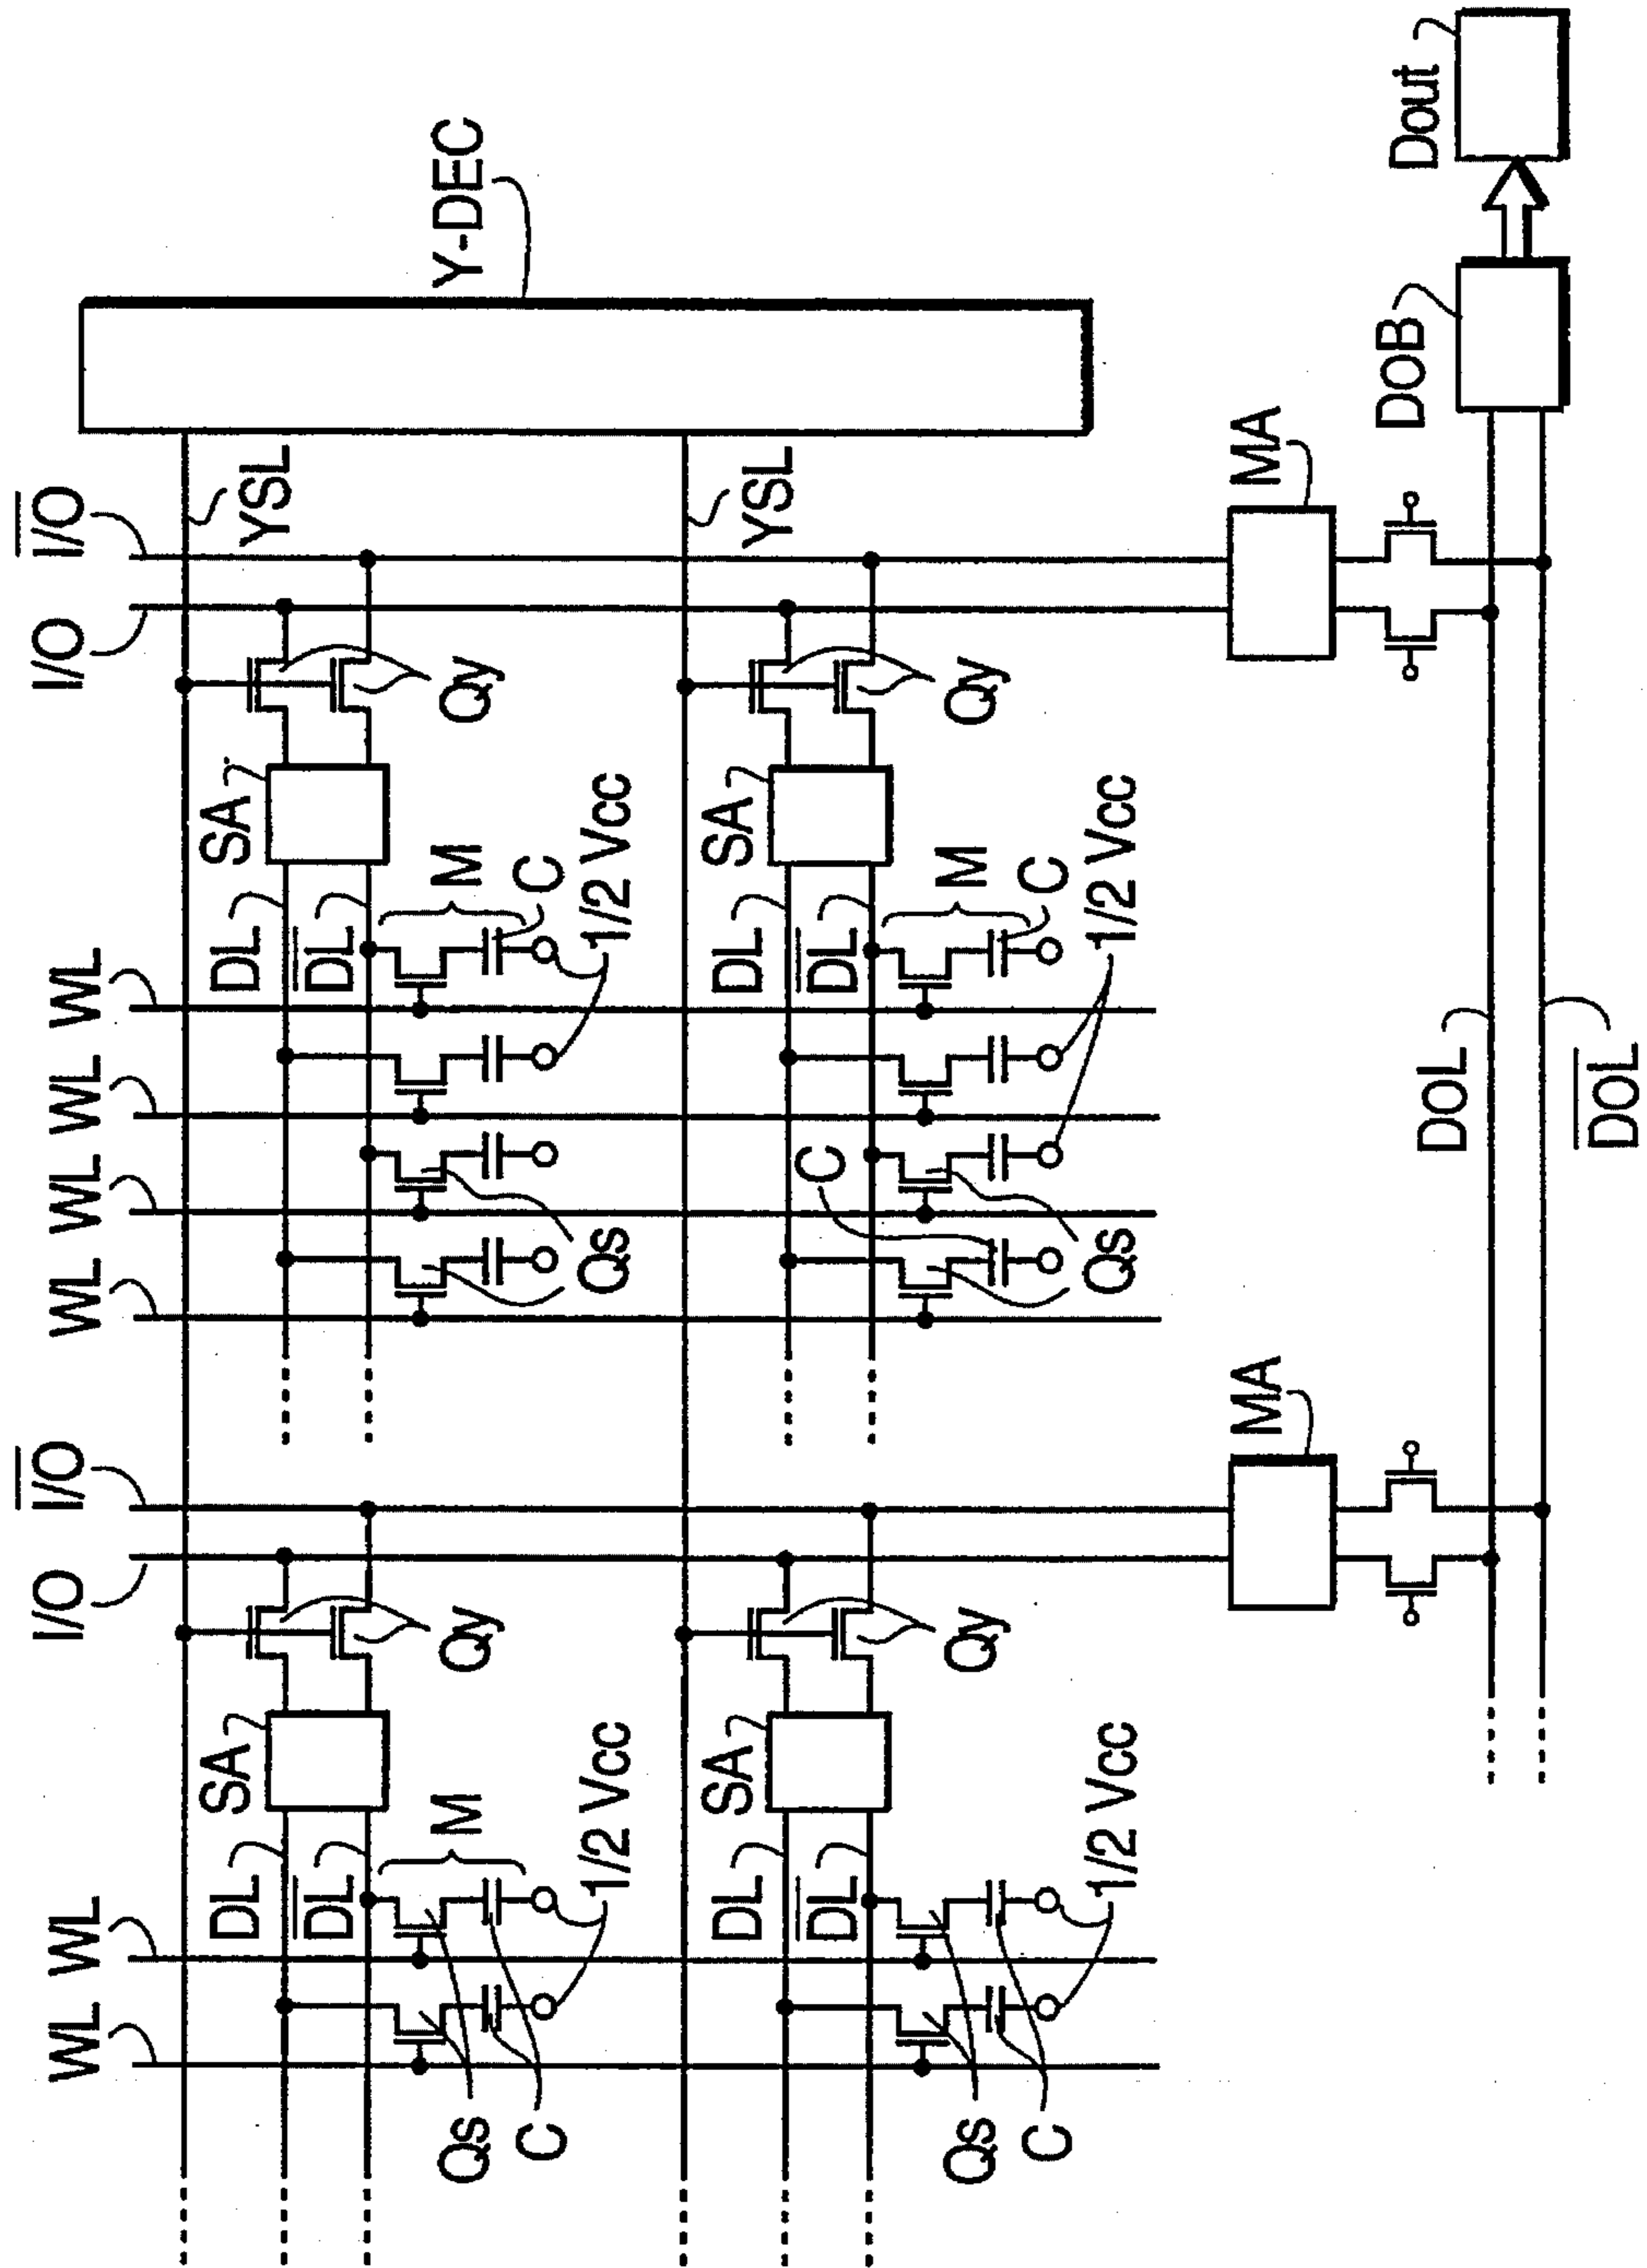 WL WL I/O I̅/̅O̅ WL WL WL WL I/O I̅/̅O̅
DL SA DL SA YSL
D̅L̅ D̅L̅
Qs M Qy M Qy Y-DEC
C C
1/2 Vcc Qs 1/2 Vcc
DL SA DL SA YSL
D̅L̅ C D̅L̅
Qs Qy M Qy
C C
1/2 Vcc Qs 1/2 Vcc
MA MA
DOB Dout
DOL
D̅O̅L̅